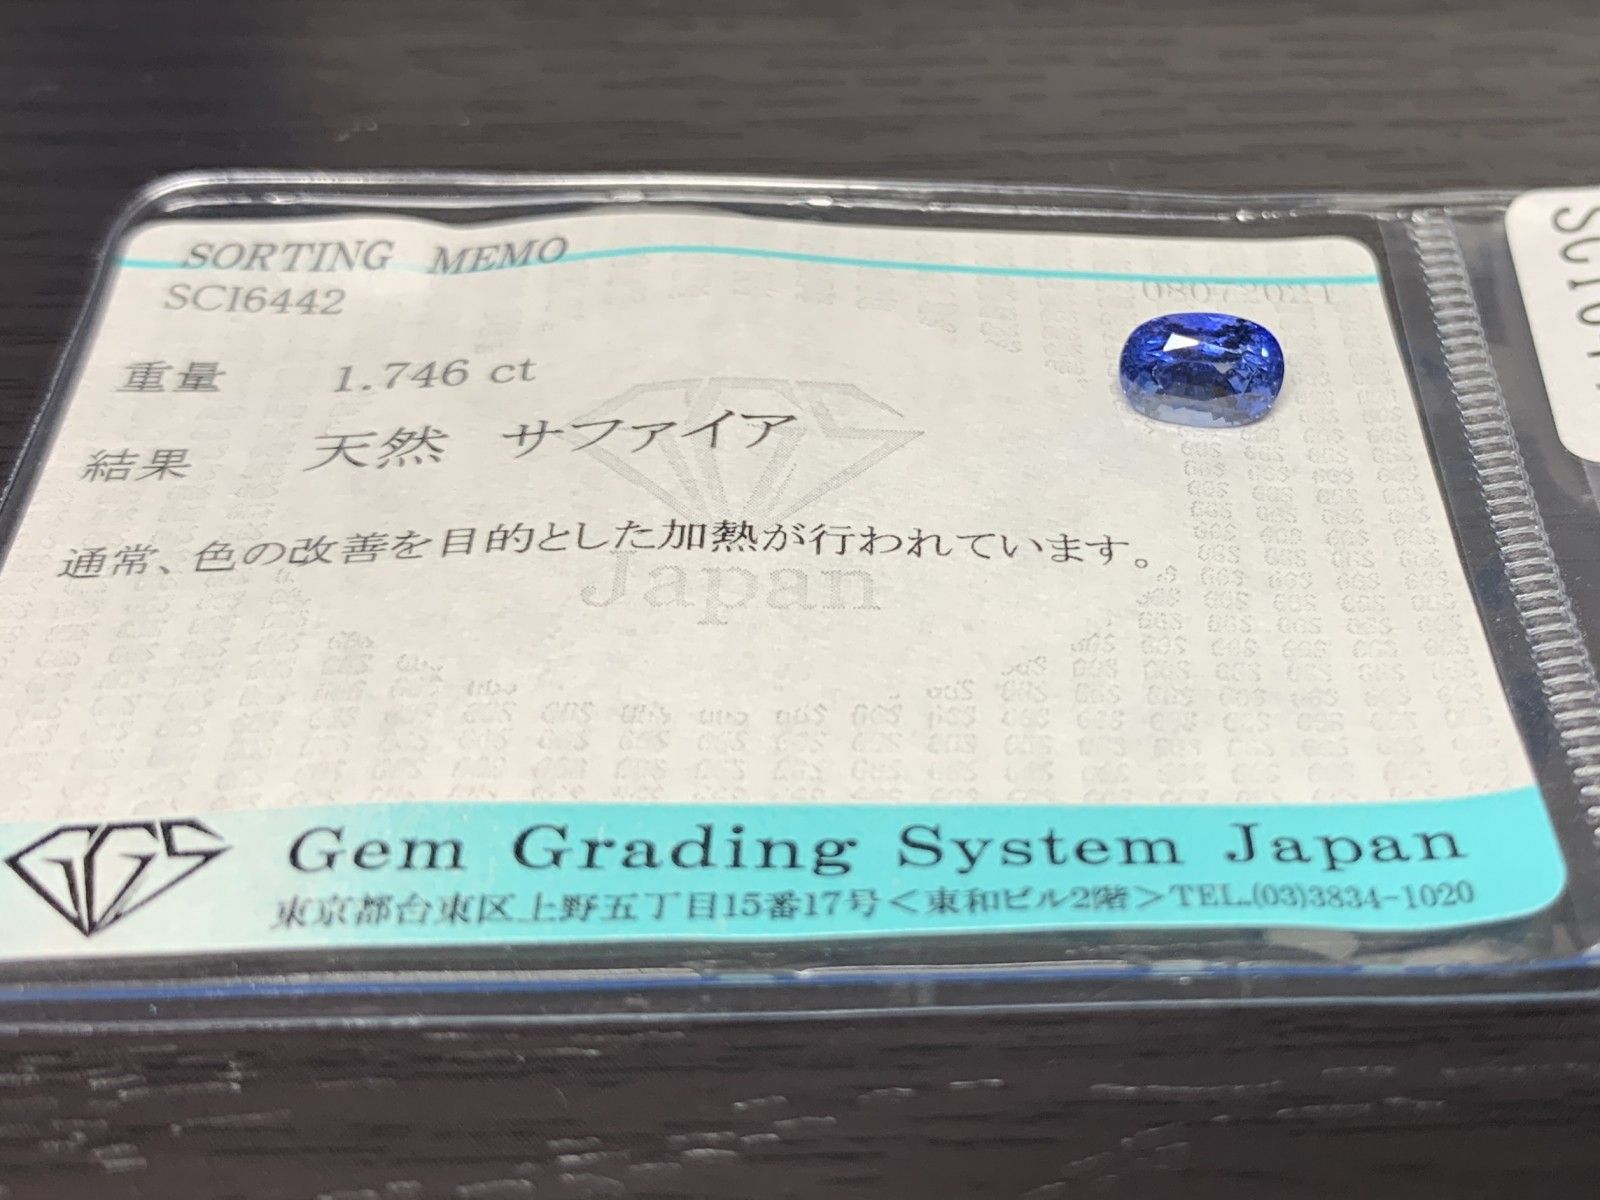 SORTING MEMO
SCI6442
08072021
重量 1.746 ct
結果 天然 サファイア
通常、色の改善を目的とした加熱が行われています。
Japan
GGS
Gem Grading System Japan
東京都台東区上野五丁目15番17号<東和ビル2階>TEL.(03)3834-1020